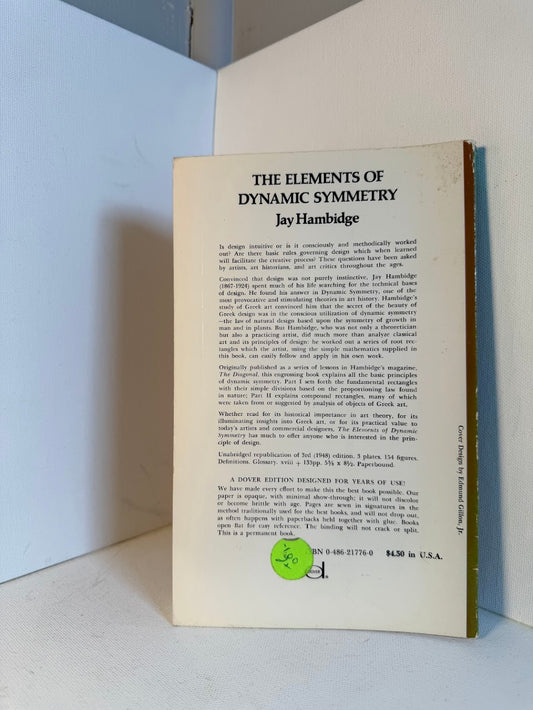 THE ELEMENTS OF
DYNAMIC SYMMETRY
Jay Hambidge
Is design intuitive or is it consciously and methodically worked
out? Are there basic rules governing design which when learned
will facilitate the creative process? These questions have been asked
by artists, art historians, and art critics throughout the ages.
Convinced that design was not purely instinctive, Jay Hambidge
(1867-1924) spent much of his life searching for the technical bases
of design. He found his answer in Dynamic Symmetry, one of the
most provocative and stimulating theories in art history. Hambidge's
study of Greek art convinced him that the secret of the beauty of
Greek design was in the conscious utilization of dynamic symmetry
—the law of natural design based upon the symmetry of growth in
man and in plants. But Hambidge, who was not only a theoretician
but also a practicing artist, did much more than analyze classical
art and its principles of design: he worked out a series of root rec-
tangles which the artist, using the simple mathematics supplied in
this book, can easily follow and apply in his own work.
Originally published as a series of lessons in Hambidge's magazine,
The Diagonal, this engrossing book explains all the basic principles
of dynamic symmetry. Part I sets forth the fundamental rectangles
with their simple divisions based on the proportioning law found
in nature; Part II explains compound rectangles, many of which
were taken from or suggested by analysis of objects of Greek art.
Whether read for its historical importance in art theory, for its
illuminating insights into Greek art, or for its practical value to
today's artists and commercial designers, The Elements of Dynamic
Symmetry has much to offer anyone who is interested in the prin-
ciple of design.
Unabridged republication of 3rd (1948) edition. 3 plates. 154 figures.
Definitions. Glossary. xviii + 133pp. 5⅜ x 8½. Paperbound.
A DOVER EDITION DESIGNED FOR YEARS OF USE!
We have made every effort to make this the best book possible. Our
paper is opaque, with minimal show-through; it will not discolor
or become brittle with age. Pages are sewn in signatures in the
method traditionally used for the best books, and will not drop out,
as often happens with paperbacks held together with glue. Books
open flat for easy reference. The binding will not crack or split.
This is a permanent book.
BN 0-486-21776-0 $4.50 in U.S.A.
Cover Design by Edmund Gillon, Jr.